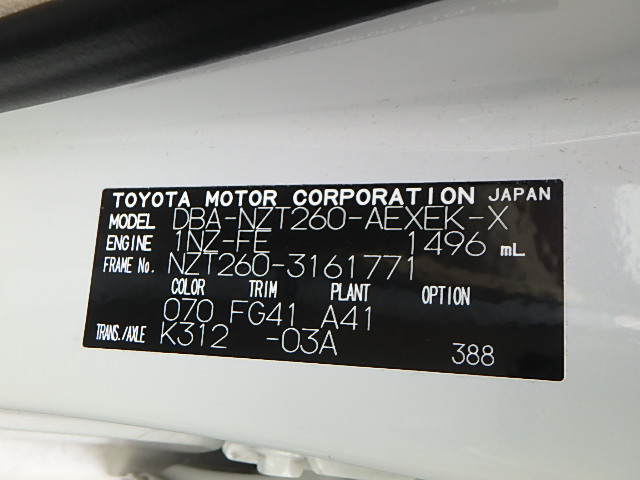 TOYOTA MOTOR CORPORATION JAPAN
MODEL DBA-NZT260-AEXEK-X
ENGINE 1NZ-FE 1496 mL
FRAME No. NZT260-3161771
COLOR TRIM PLANT OPTION
070 FG41 A41
TRANS./AXLE K312 -03A
388